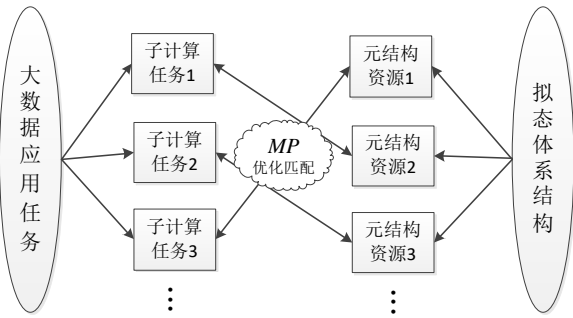 大数据应用任务
子计算
任务1
子计算
任务2
子计算
任务3
MP
优化匹配
元结构
资源1
元结构
资源2
元结构
资源3
拟态体系结构